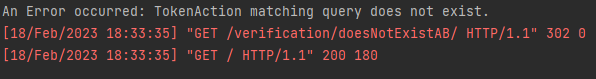 An Error occurred: TokenAction matching query does not exist.
[18/Feb/2023 18:33:35] "GET /verification/doesNotExistAB/ HTTP/1.1" 302 0
[18/Feb/2023 18:33:35] "GET / HTTP/1.1" 200 180